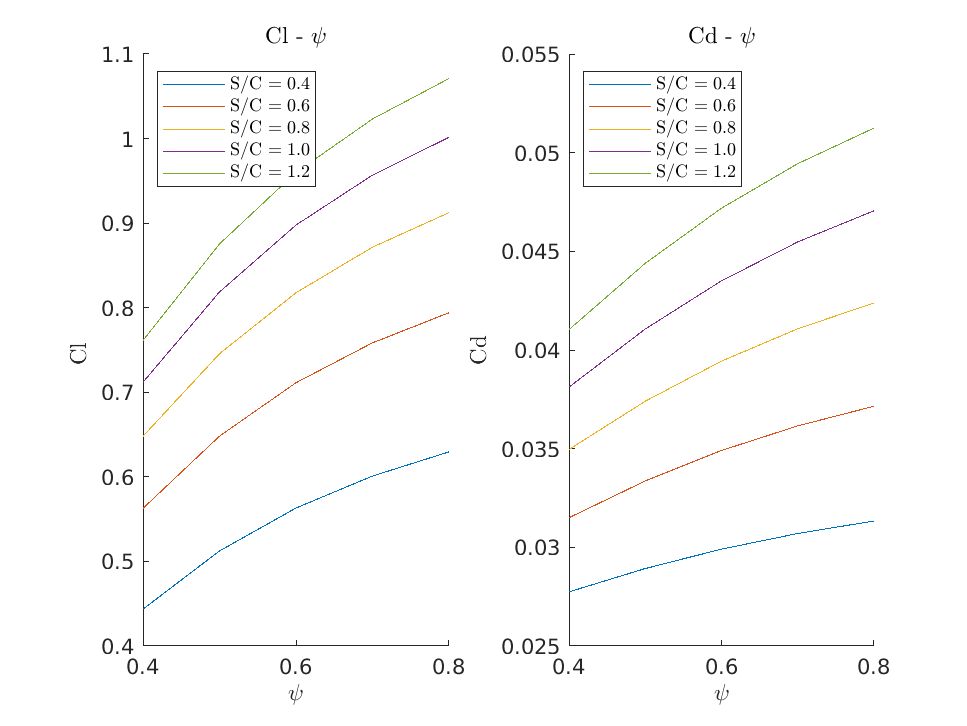 Cl - ψ
1.1
1
0.9
0.8
0.7
0.6
0.5
0.4
Cl
S/C = 0.4
S/C = 0.6
S/C = 0.8
S/C = 1.0
S/C = 1.2
0.4 0.6 0.8
ψ
Cd - ψ
0.055
0.05
0.045
0.04
0.035
0.03
0.025
Cd
S/C = 0.4
S/C = 0.6
S/C = 0.8
S/C = 1.0
S/C = 1.2
0.4 0.6 0.8
ψ